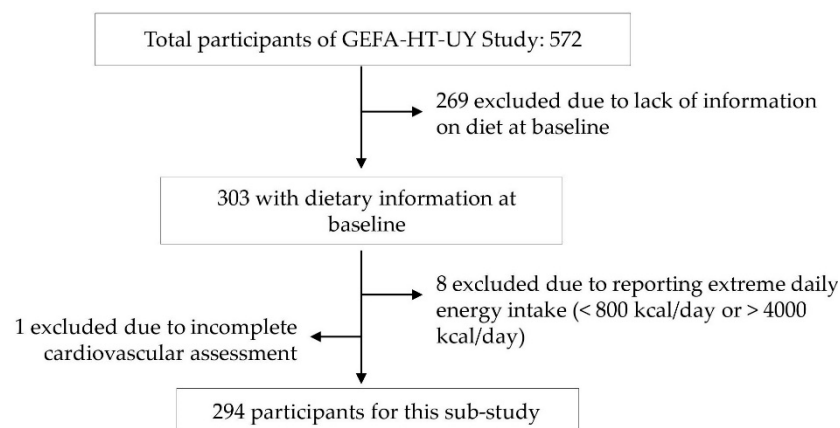 Total participants of GEFA-HT-UY Study: 572
269 excluded due to lack of information
on diet at baseline
303 with dietary information at
baseline
8 excluded due to reporting extreme daily
energy intake (< 800 kcal/day or > 4000
kcal/day)
1 excluded due to incomplete
cardiovascular assessment
294 participants for this sub-study